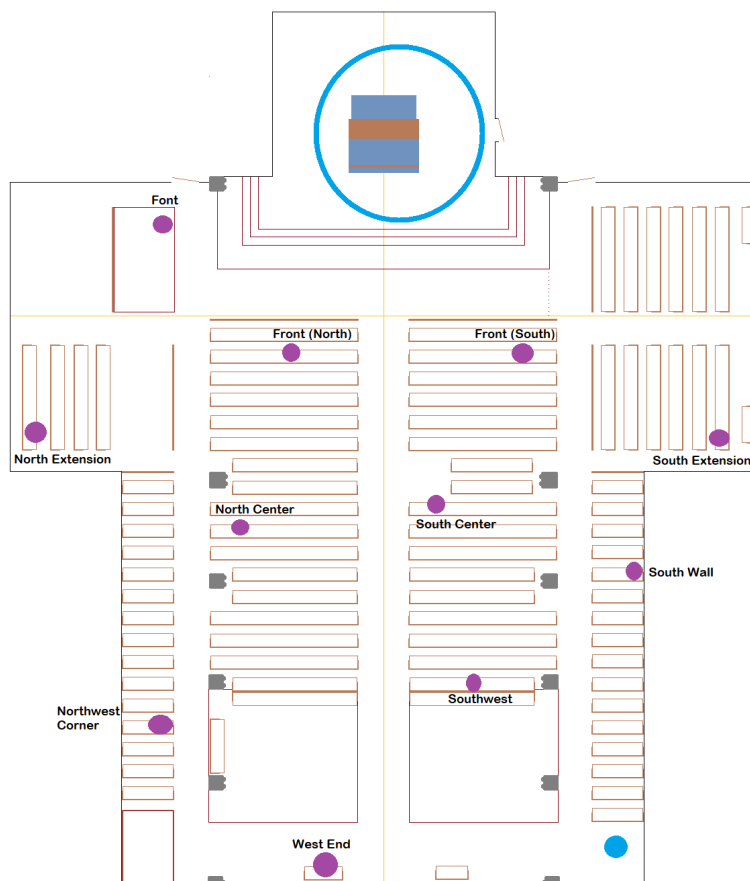 Font
Front (North)
Front (South)
North Extension
South Extension
North Center
South Center
South Wall
Southwest
Northwest
Corner
West End